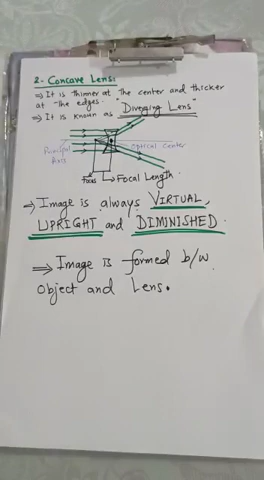 2- Concave Lens:
⇒ It is thinner at the center and thicker
at the edges.
⇒ It is known as "Diverging Lens"
Optical Center
Principal
Axis
Focus
Focal Length
→ Image is always VIRTUAL,
UPRIGHT and DIMINISHED.
⇒ Image is formed b/w
Object and Lens.